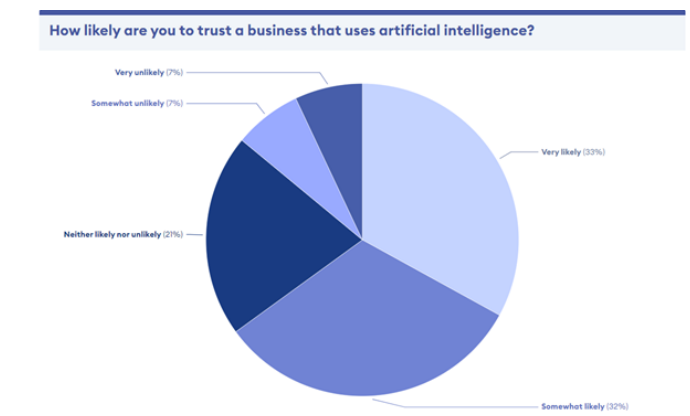 How likely are you to trust a business that uses artificial intelligence?
Very unlikely (7%)
Somewhat unlikely (7%)
Very likely (33%)
Neither likely nor unlikely (21%)
Somewhat likely (32%)